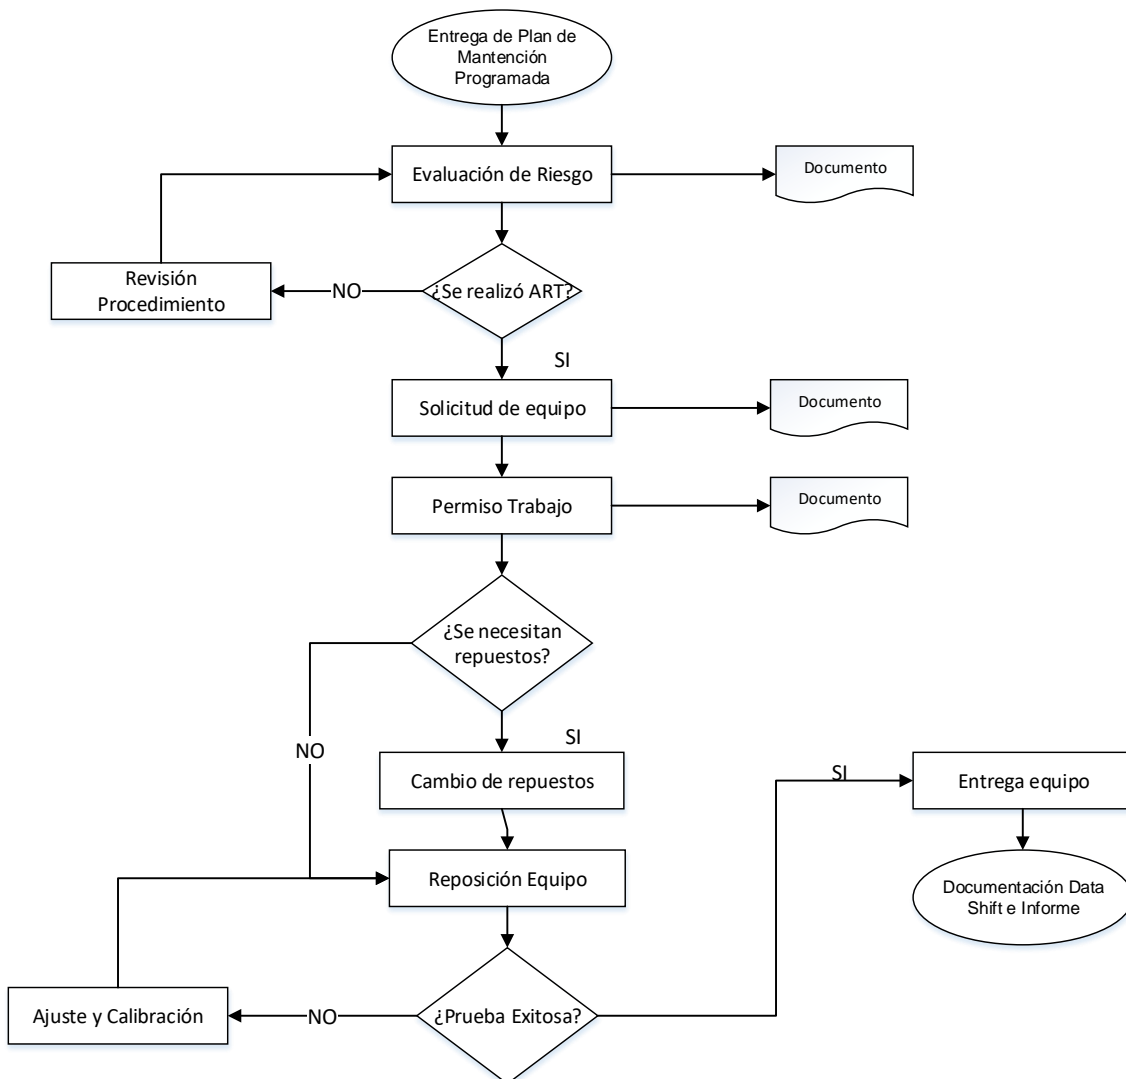 Entrega de Plan de
Mantención
Programada
Evaluación de Riesgo
Documento
Revisión
Procedimiento
NO
¿Se realizó ART?
SI
Solicitud de equipo
Documento
Permiso Trabajo
Documento
¿Se necesitan
repuestos?
NO
SI
Cambio de repuestos
SI
Entrega equipo
Reposición Equipo
Documentación Data
Shift e Informe
Ajuste y Calibración
NO
¿Prueba Exitosa?